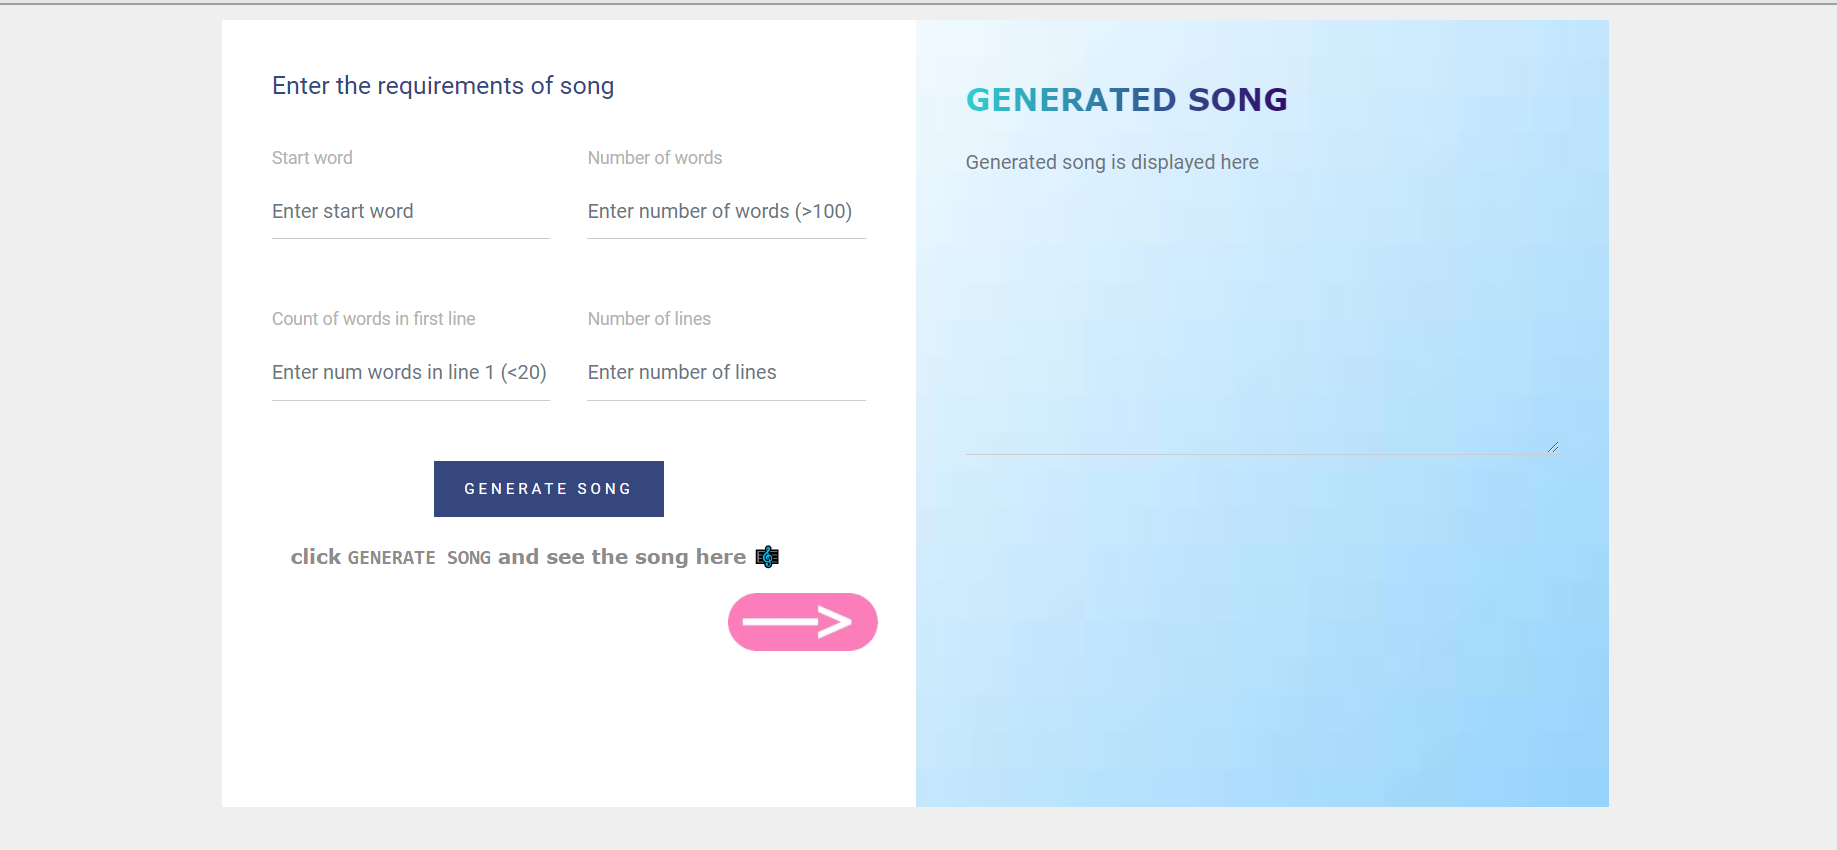 Enter the requirements of song
Start word
Enter start word
Number of words
Enter number of words (>100)
Count of words in first line
Enter num words in line 1 (<20)
Number of lines
Enter number of lines
GENERATE SONG
click GENERATE SONG and see the song here
GENERATED SONG
Generated song is displayed here